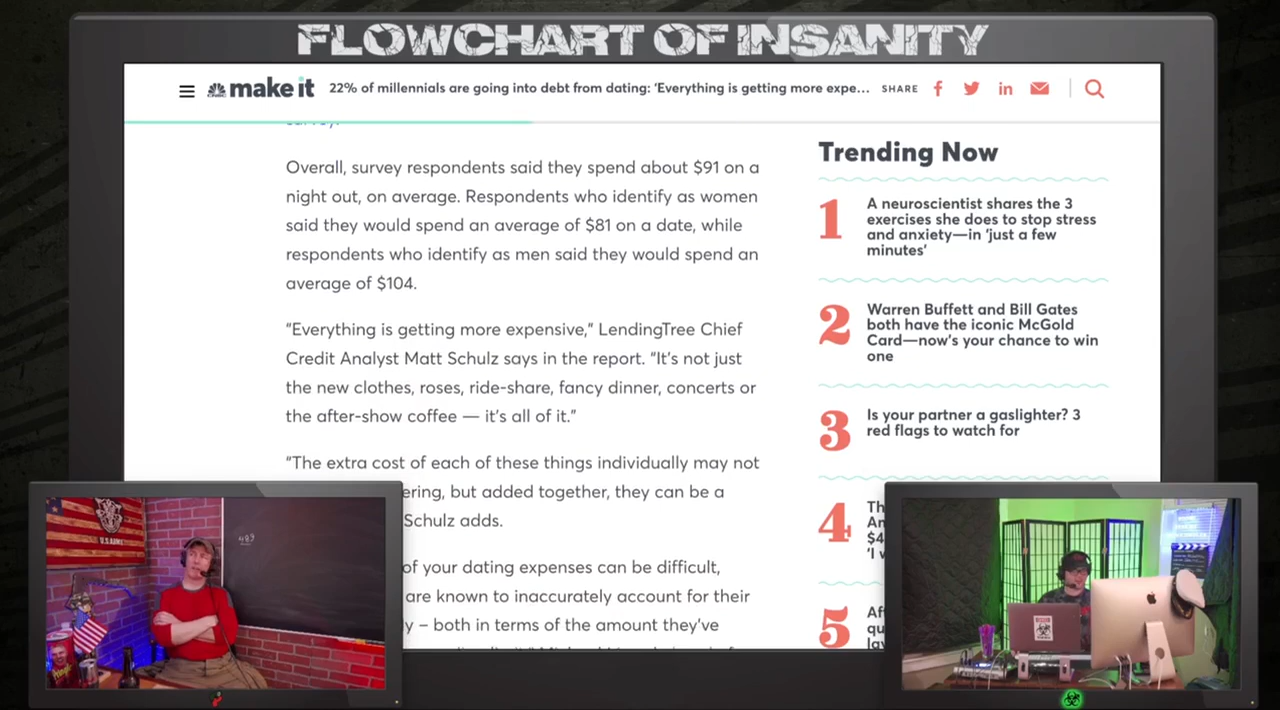 FLOWCHART OF INSANITY
make it
22% of millennials are going into debt from dating: 'Everything is getting more expe...
SHARE
Overall, survey respondents said they spend about $91 on a
night out, on average. Respondents who identify as women
said they would spend an average of $81 on a date, while
respondents who identify as men said they would spend an
average of $104.
“Everything is getting more expensive,” LendingTree Chief
Credit Analyst Matt Schulz says in the report. “It’s not just
the new clothes, roses, ride-share, fancy dinner, concerts or
the after-show coffee — it’s all of it.”
“The extra cost of each of these things individually may not
ering, but added together, they can be a
Schulz adds.
of your dating expenses can be difficult,
are known to inaccurately account for their
y – both in terms of the amount they’ve
Trending Now
1
A neuroscientist shares the 3
exercises she does to stop stress
and anxiety—in ‘just a few
minutes’
2
Warren Buffett and Bill Gates
both have the iconic McGold
Card—now’s your chance to win
one
3
Is your partner a gaslighter? 3
red flags to watch for
4
Th
An
$4
‘I w
5
Af
qu
la
U.S. ARMY
489